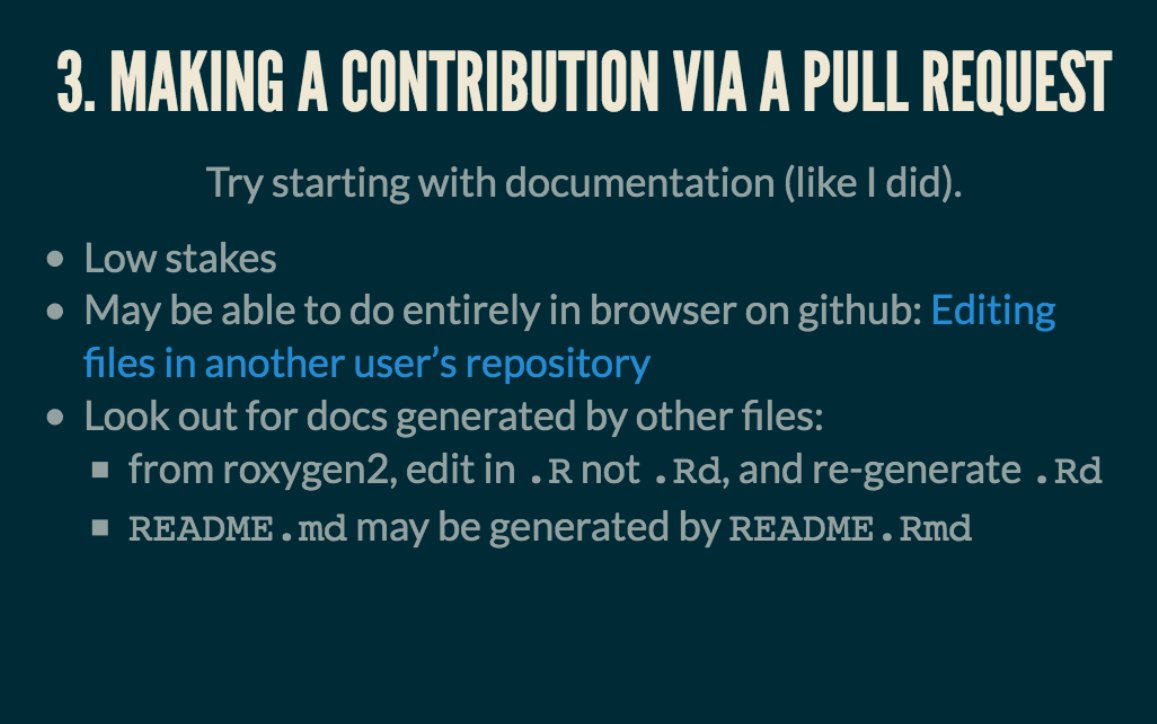 3. MAKING A CONTRIBUTION VIA A PULL REQUEST
Try starting with documentation (like I did).
• Low stakes
• May be able to do entirely in browser on github: Editing
files in another user’s repository
• Look out for docs generated by other files:
▪ from roxygen2, edit in .R not .Rd, and re-generate .Rd
▪ README.md may be generated by README.Rmd